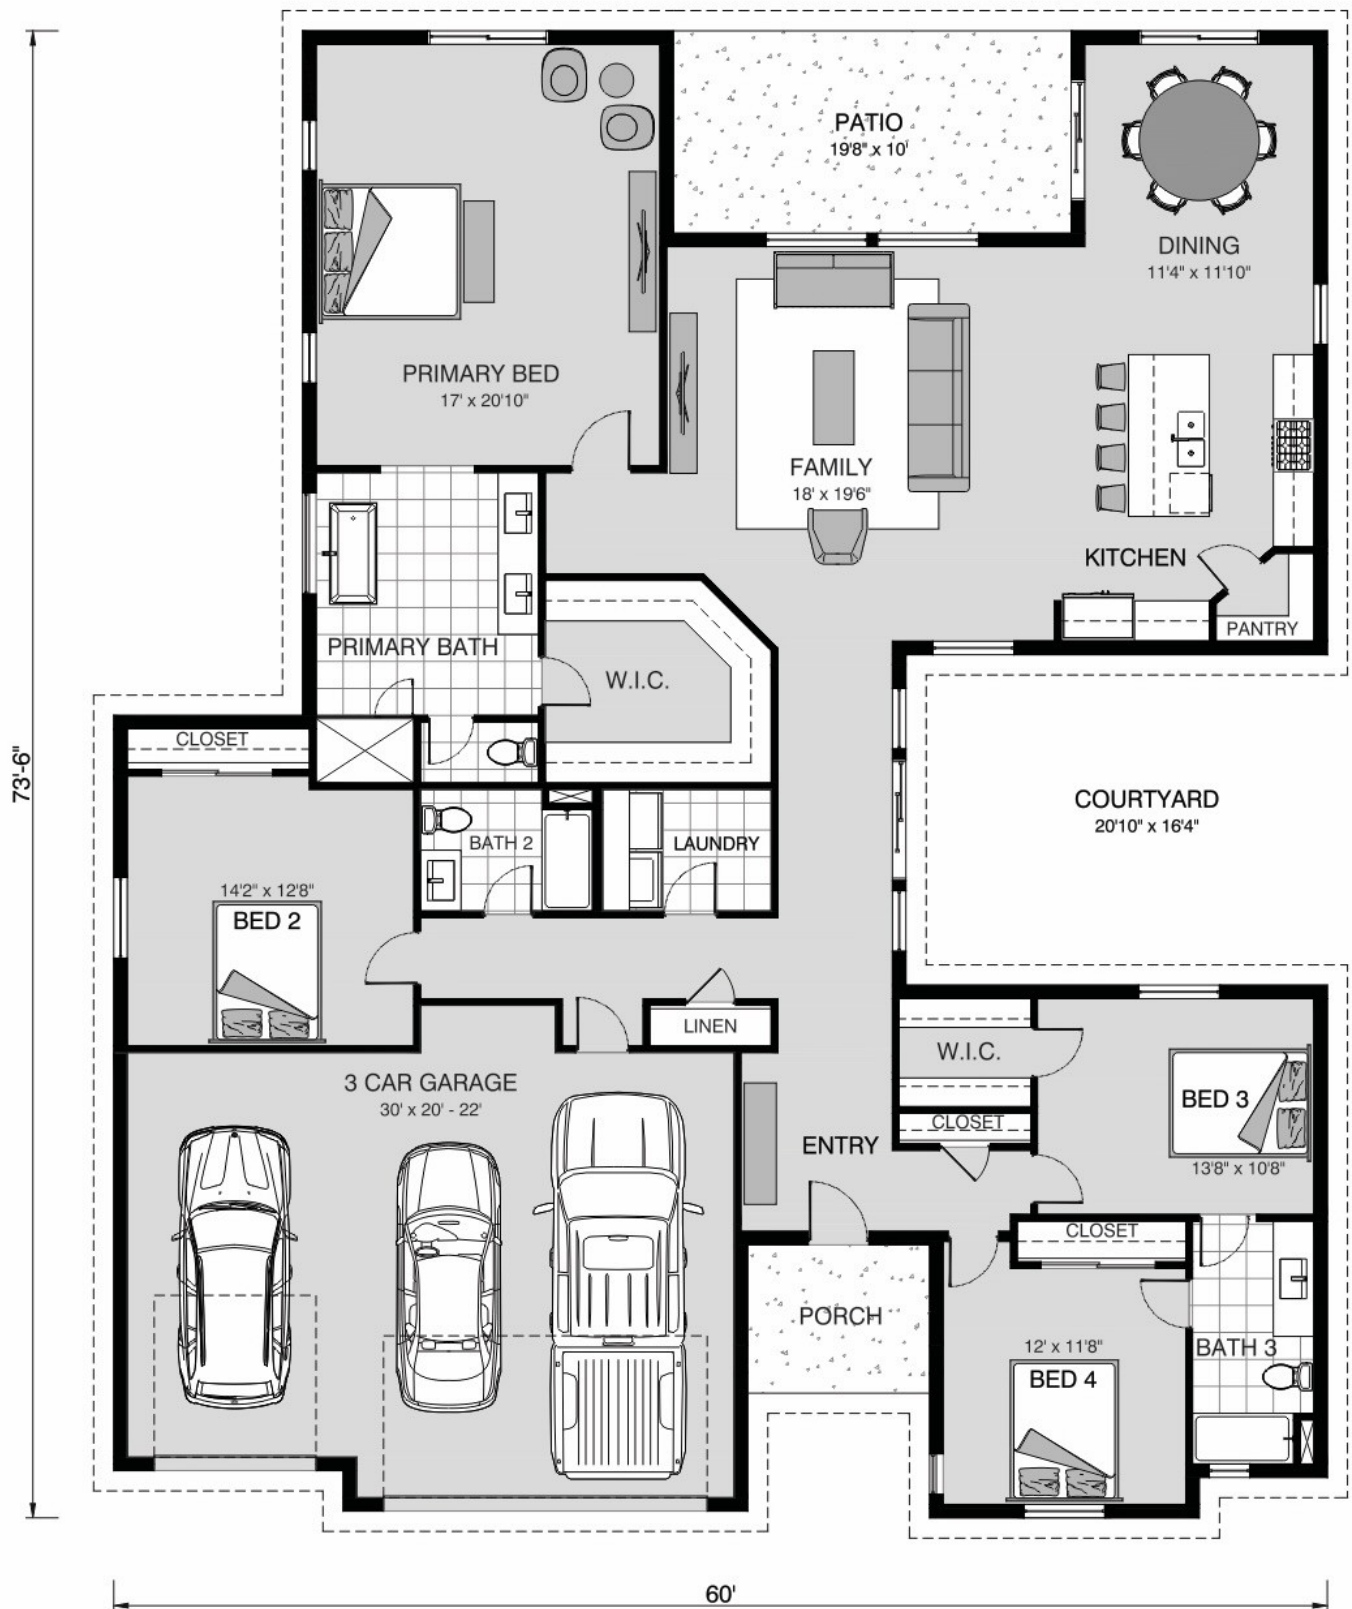 PATIO
19'8" x 10'
DINING
11'4" x 11'10"
PRIMARY BED
17' x 20'10"
FAMILY
18' x 19'6"
KITCHEN
PANTRY
PRIMARY BATH
W.I.C.
CLOSET
73'-6"
COURTYARD
20'10" x 16'4"
BATH 2
LAUNDRY
14'2" x 12'8"
BED 2
LINEN
W.I.C.
3 CAR GARAGE
30' x 20' - 22'
BED 3
13'8" x 10'8"
CLOSET
ENTRY
CLOSET
PORCH
12' x 11'8"
BED 4
BATH 3
60'